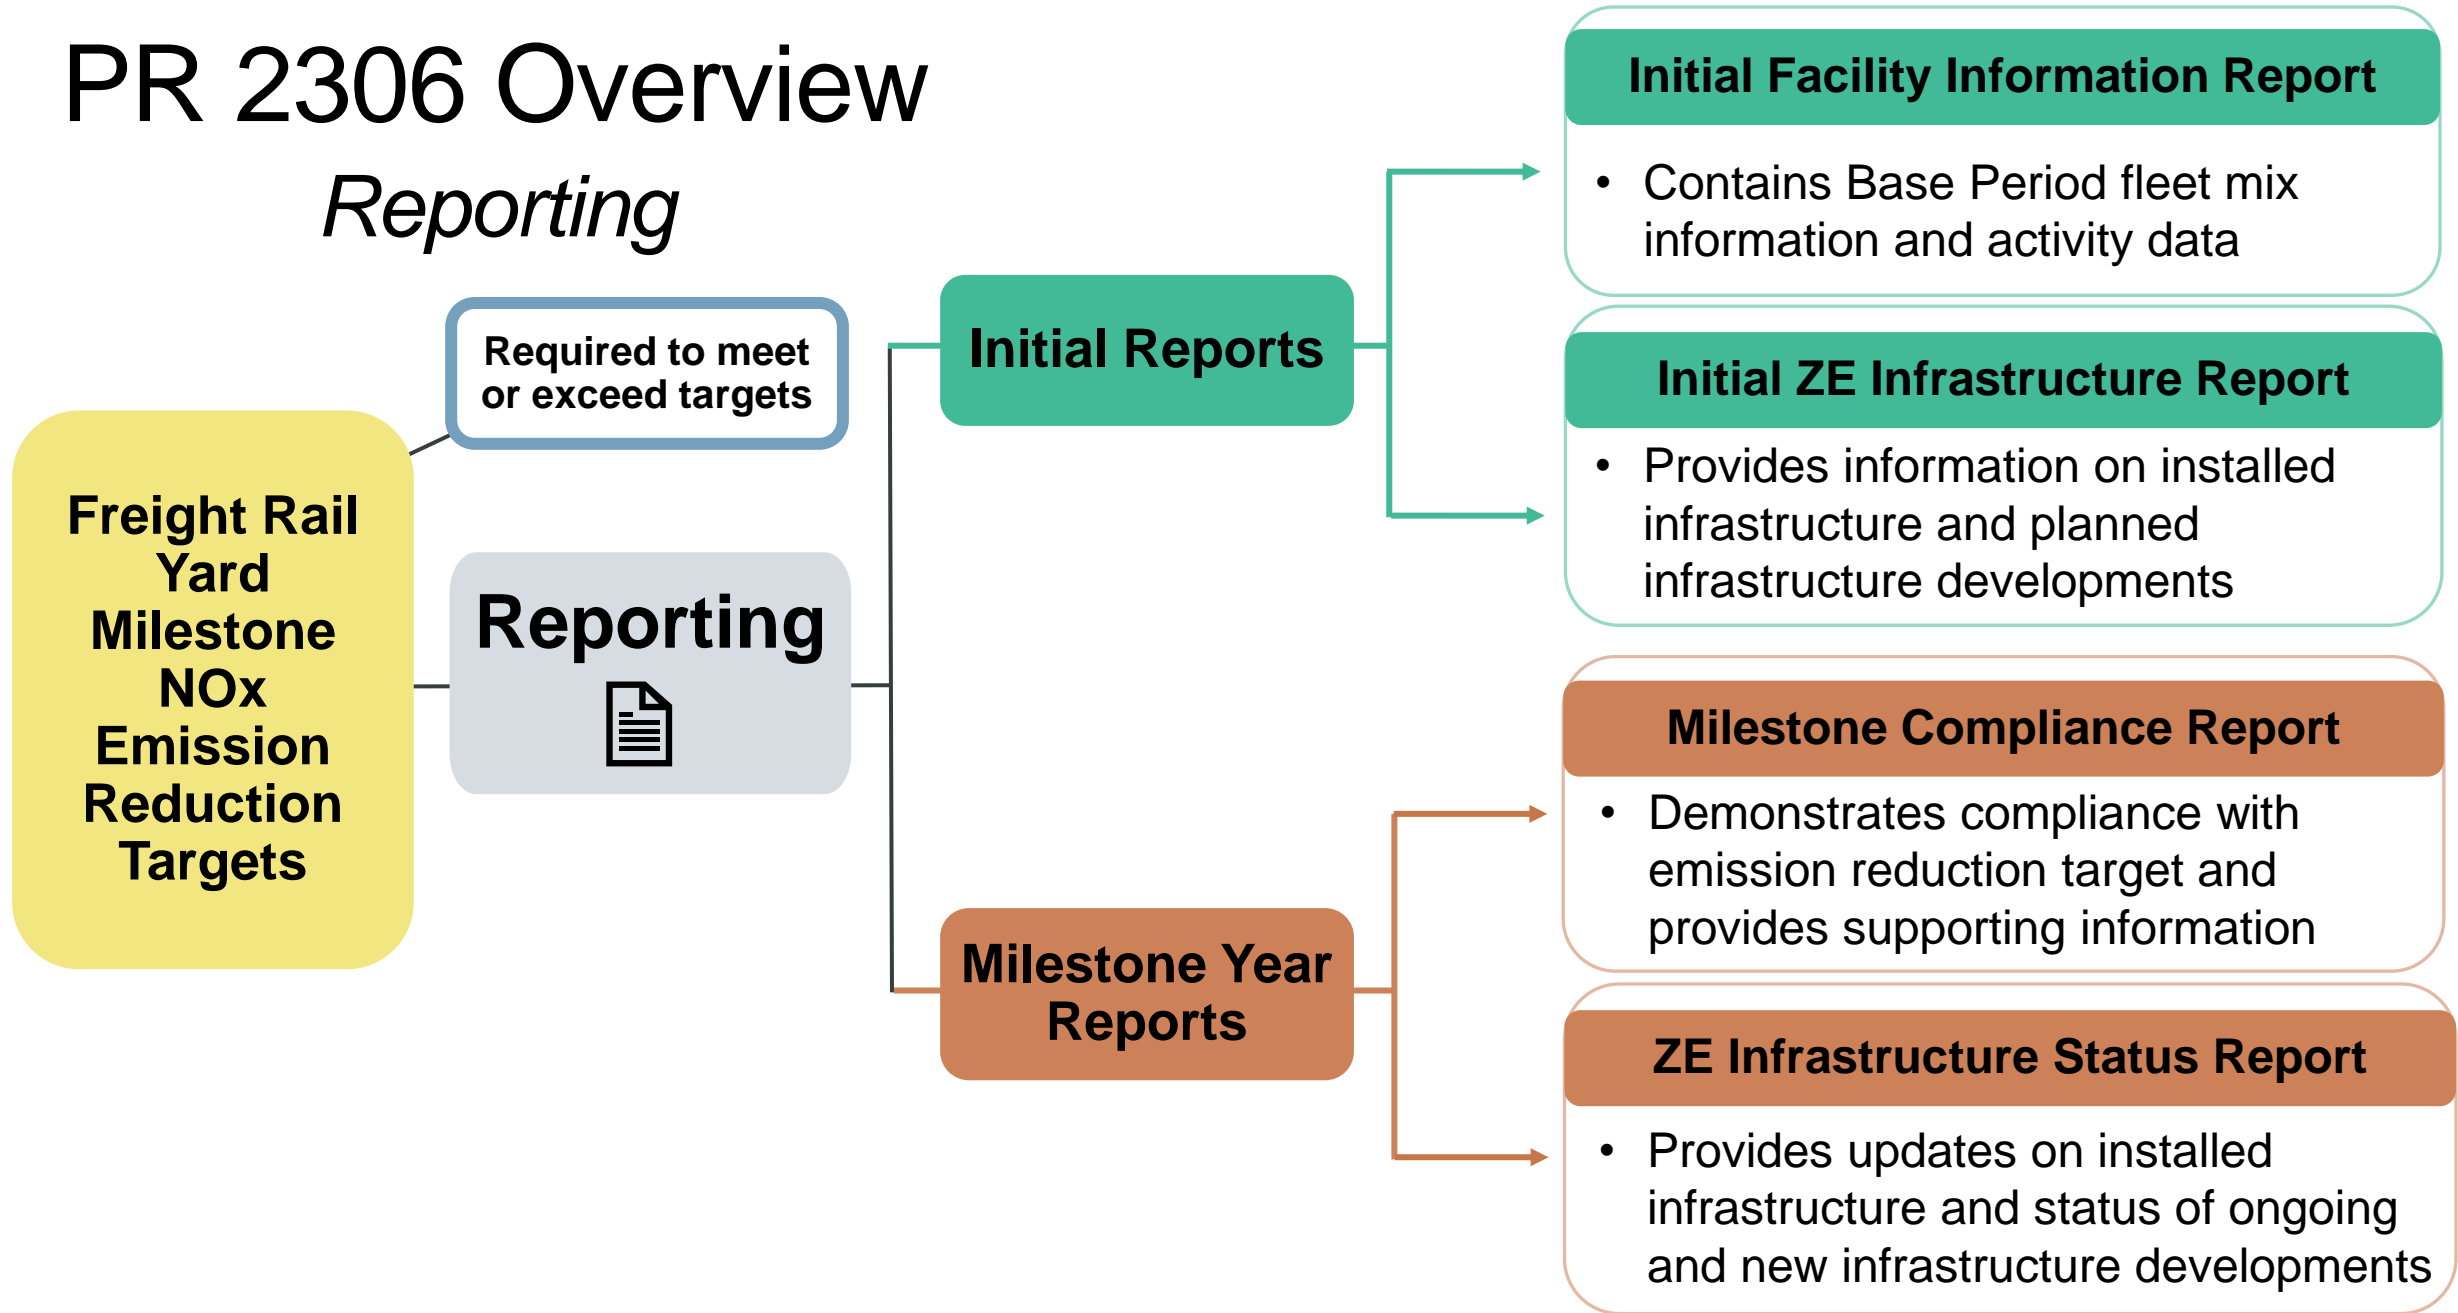 PR 2306 Overview
Reporting
Required to meet
or exceed targets
Freight Rail
Yard
Milestone
NOx
Emission
Reduction
Targets
Reporting
Initial Reports
Initial Facility Information Report
• Contains Base Period fleet mix
information and activity data
Initial ZE Infrastructure Report
• Provides information on installed
infrastructure and planned
infrastructure developments
Milestone Year
Reports
Milestone Compliance Report
• Demonstrates compliance with
emission reduction target and
provides supporting information
ZE Infrastructure Status Report
• Provides updates on installed
infrastructure and status of ongoing
and new infrastructure developments